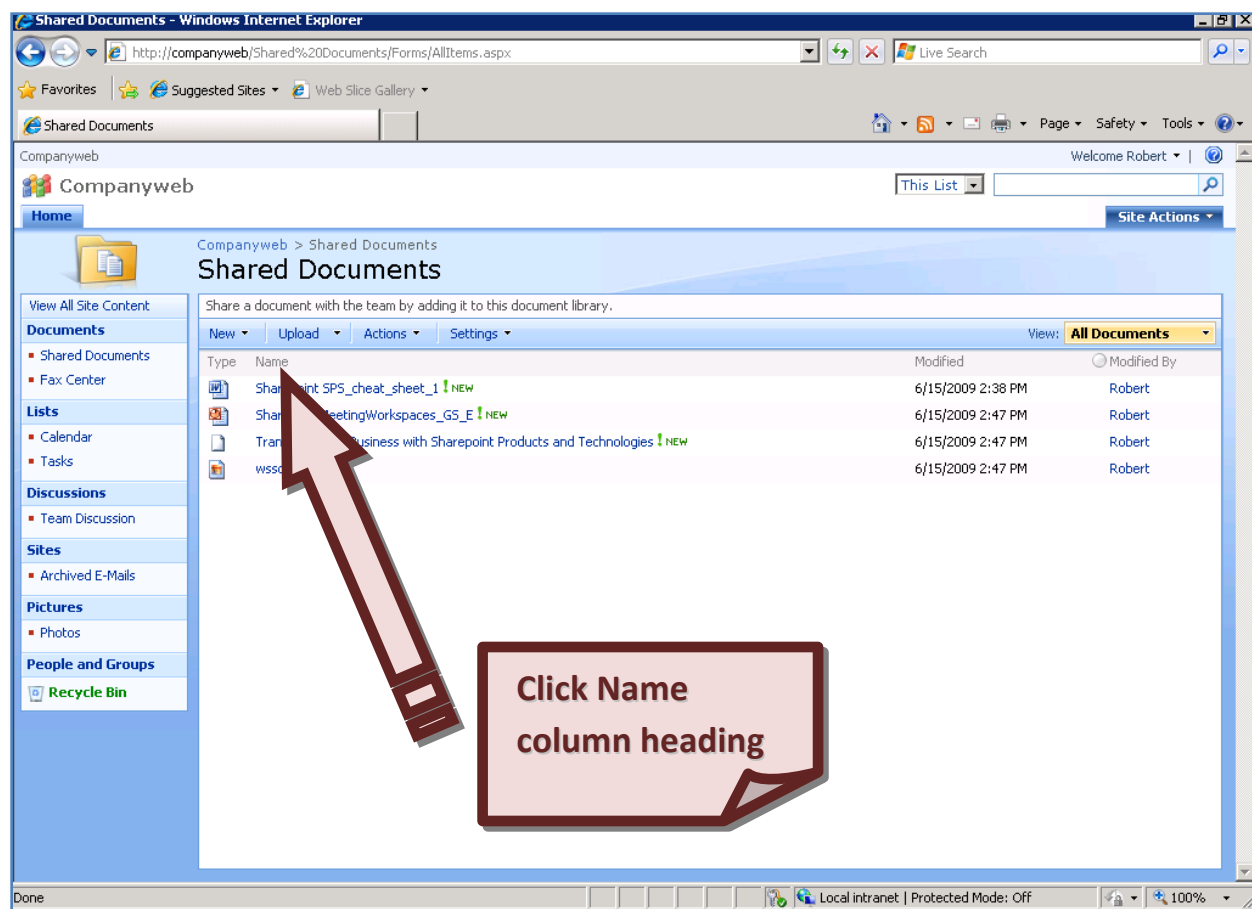 Shared Documents - Windows Internet Explorer
http://companyweb/Shared%20Documents/Forms/AllItems.aspx
Live Search
Favorites Suggested Sites Web Slice Gallery
Shared Documents
Page Safety Tools
Companyweb
Welcome Robert
Companyweb
This List
Home
Site Actions
Companyweb > Shared Documents
Shared Documents
View All Site Content
Share a document with the team by adding it to this document library.
Documents
New Upload Actions Settings
View: All Documents
Shared Documents
Fax Center
Lists
Calendar
Tasks
Discussions
Team Discussion
Sites
Archived E-Mails
Pictures
Photos
People and Groups
Recycle Bin
Type Name Modified Modified By
SPS_cheat_sheet_1 ! NEW 6/15/2009 2:38 PM Robert
eetingWorkspaces_GS_E ! NEW 6/15/2009 2:47 PM Robert
Business with Sharepoint Products and Technologies ! NEW 6/15/2009 2:47 PM Robert
6/15/2009 2:47 PM Robert
Click Name
column heading
Done
Local intranet | Protected Mode: Off
100%